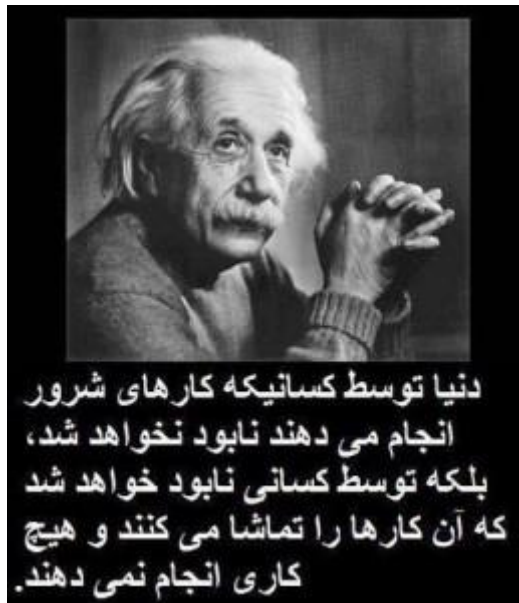 دنیا توسط کسانیکه کارهای شرور
انجام می دهند نابود نخواهد شد،
بلکه توسط کسانی نابود خواهد شد
که آن کارها را تماشا می کنند و هیچ
کاری انجام نمی دهند.